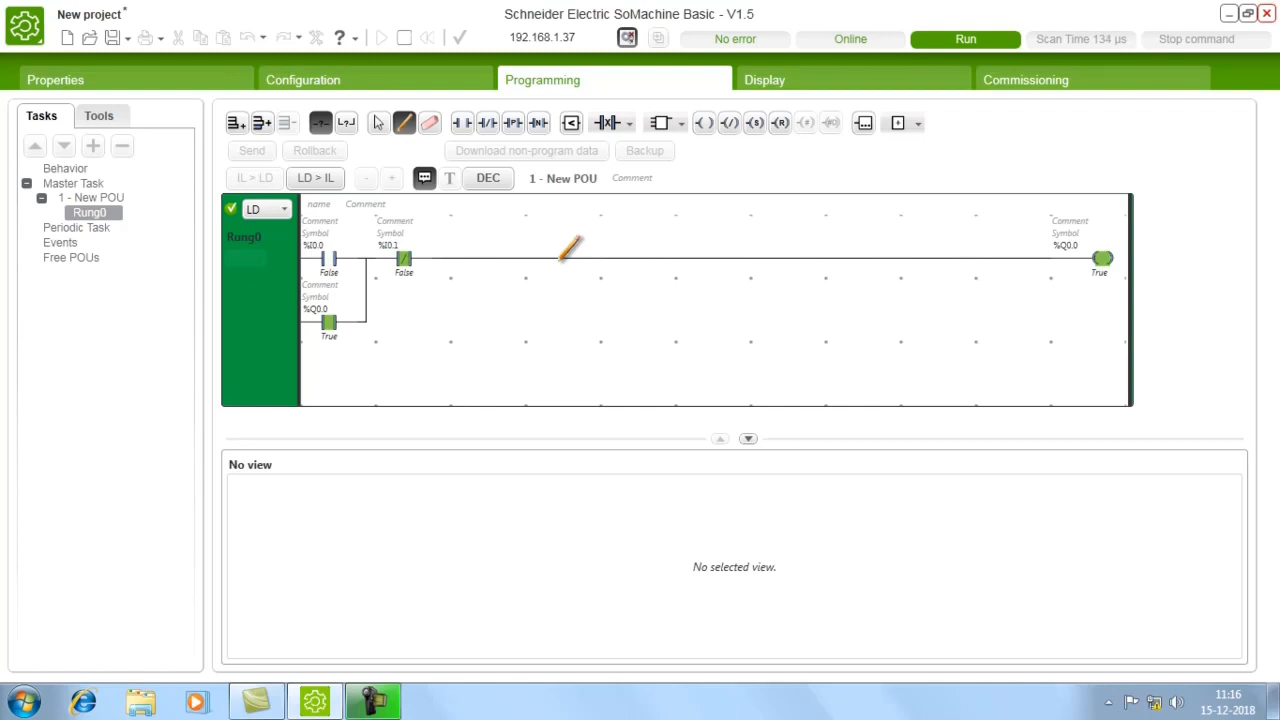 New project *
Schneider Electric SoMachine Basic - V1.5
192.168.1.37
No error
Online
Run
Scan Time 134 µs
Stop command
Properties
Configuration
Programming
Display
Commissioning
Tasks
Tools
Behavior
Master Task
1 - New POU
Rung0
Periodic Task
Events
Free POUs
Send
Rollback
Download non-program data
Backup
IL > LD
LD > IL
-
+
T
DEC
1 - New POU
Comment
LD
name
Comment
Rung0
Comment
Symbol
%I0.0
False
Comment
Symbol
%I0.1
False
Comment
Symbol
%Q0.0
True
Comment
Symbol
%Q0.0
True
No view
No selected view.
11:16
15-12-2018